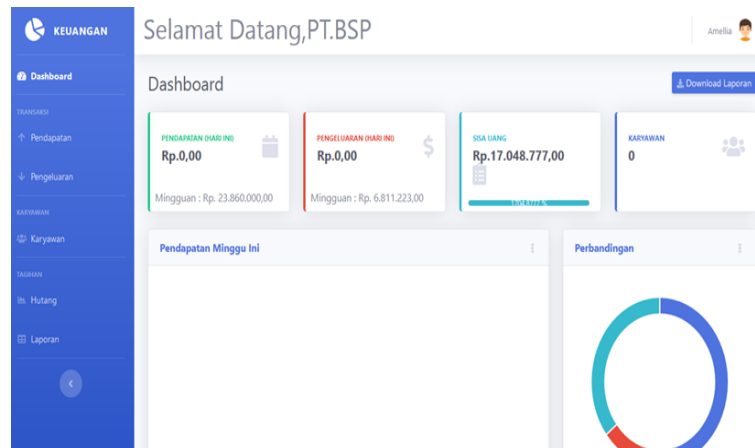 KEUANGAN
Selamat Datang,PT.BSP
Amellia
Dashboard
Dashboard
Download Laporan
TRANSAKSI
Pendapatan
Pengeluaran
KARYAWAN
Karyawan
TAGIHAN
Hutang
Laporan
PENDAPATAN (HARI INI)
Rp.0,00
Mingguan : Rp. 23.860.000,00
PENGELUARAN (HARI INI)
Rp.0,00
Mingguan : Rp. 6.811.223,00
SISA UANG
Rp.17.048.777,00
KARYAWAN
0
Pendapatan Minggu Ini
Perbandingan